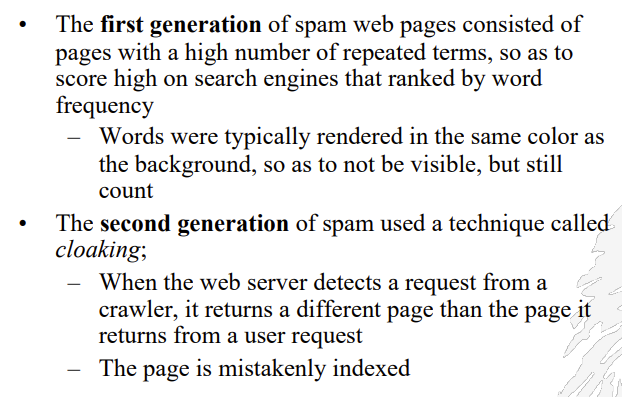 • The first generation of spam web pages consisted of
pages with a high number of repeated terms, so as to
score high on search engines that ranked by word
frequency
– Words were typically rendered in the same color as
the background, so as to not be visible, but still
count
• The second generation of spam used a technique called
cloaking;
– When the web server detects a request from a
crawler, it returns a different page than the page it
returns from a user request
– The page is mistakenly indexed